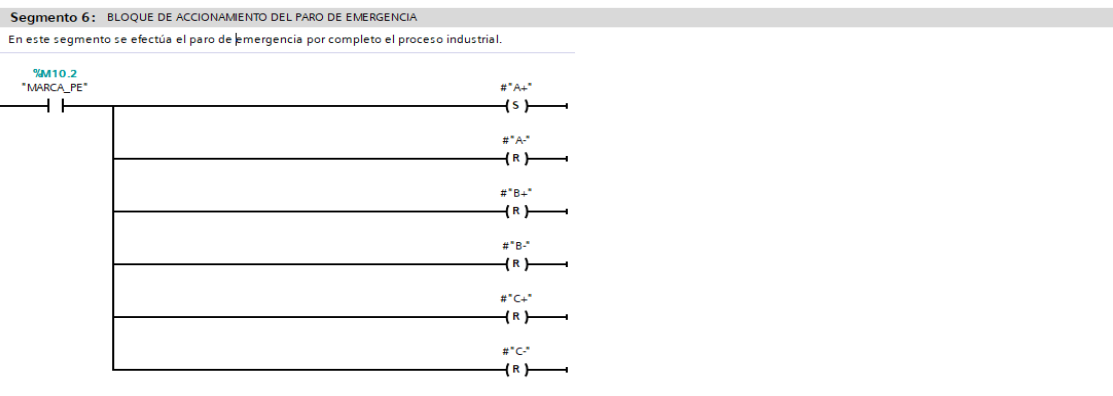 Segmento 6: BLOQUE DE ACCIONAMIENTO DEL PARO DE EMERGENCIA
En este segmento se efectúa el paro de emergencia por completo el proceso industrial.
%M10.2
"MARCA_PE"
#"A+"
S
#"A-"
R
#"B+"
R
#"B-"
R
#"C+"
R
#"C-"
R